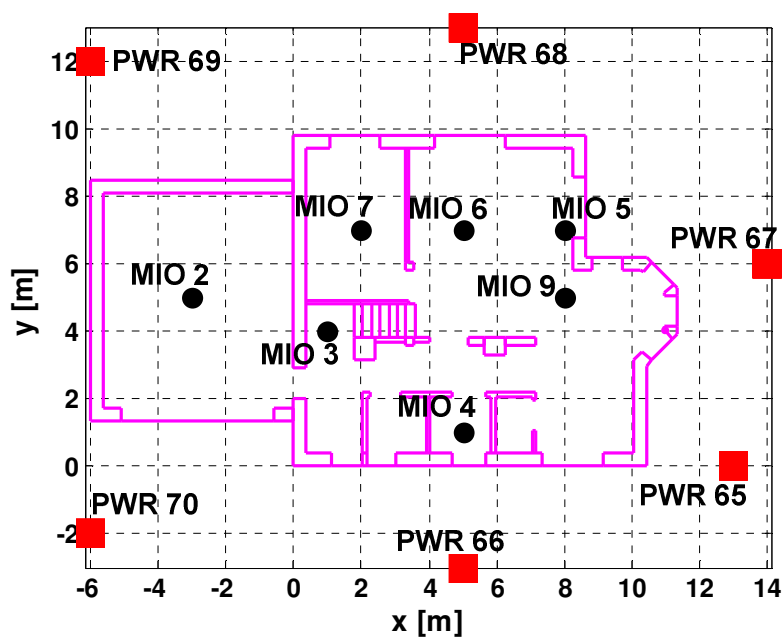 PWR 68
12
PWR 69
10
8
MIO 7
MIO 6
MIO 5
PWR 67
6
MIO 2
MIO 9
y [m]
4
MIO 3
2
MIO 4
0
PWR 65
PWR 70
-2
PWR 66
-6
-4
-2
0
2
4
6
8
10
12
14
x [m]